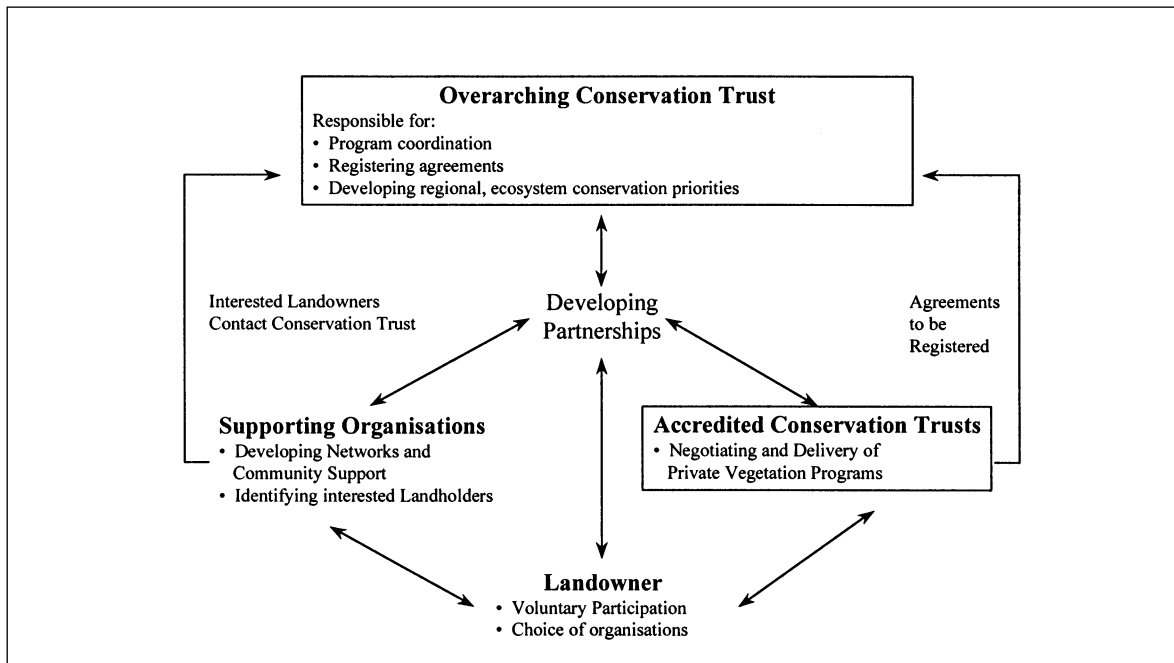 Overarching Conservation Trust
Responsible for:
• Program coordination
• Registering agreements
• Developing regional, ecosystem conservation priorities
Interested Landowners
Contact Conservation Trust
Developing
Partnerships
Agreements
to be
Registered
Supporting Organisations
• Developing Networks and
Community Support
• Identifying interested Landholders
Accredited Conservation Trusts
• Negotiating and Delivery of
Private Vegetation Programs
Landowner
• Voluntary Participation
• Choice of organisations